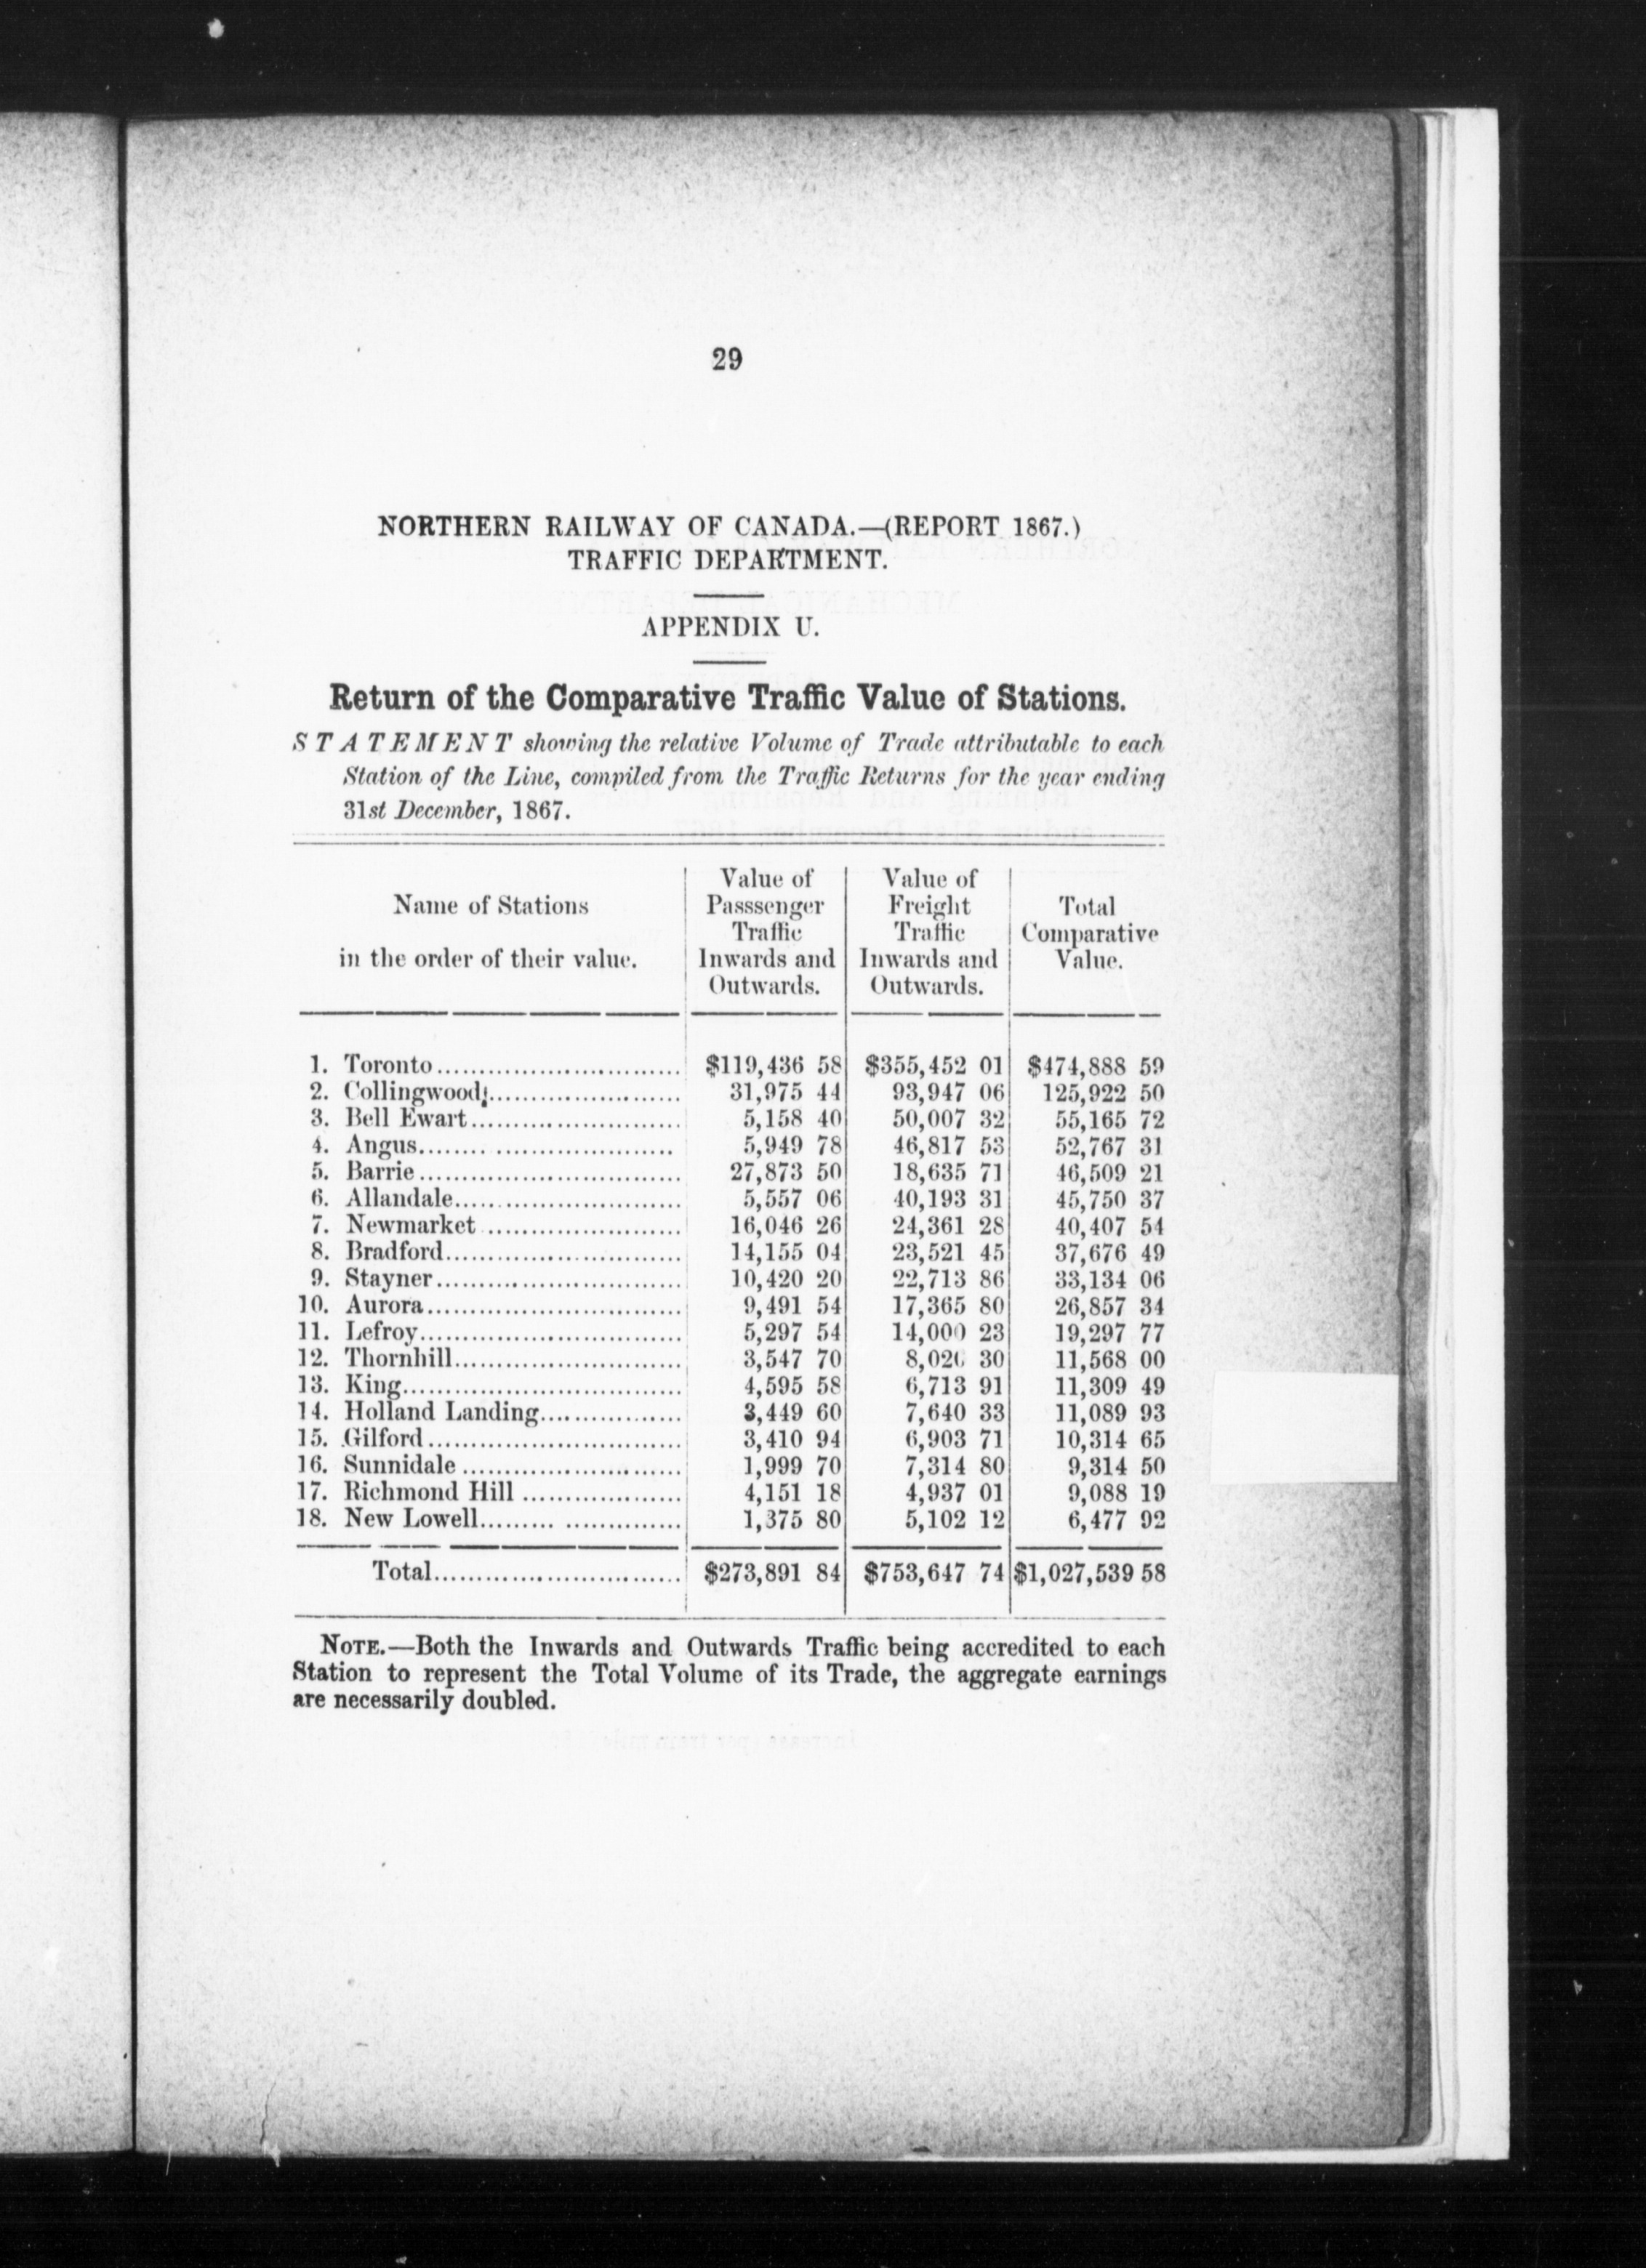 29
NORTHERN RAILWAY OF CANADA.—(REPORT 1867.)
TRAFFIC DEPARTMENT.
APPENDIX U.
Return of the Comparative Traffic Value of Stations.
STATEMENT showing the relative Volume of Trade attributable to each
Station of the Line, compiled from the Traffic Returns for the year ending
31st December, 1867.
Name of Stations in the order of their value. | Value of Passsenger Traffic Inwards and Outwards. | Value of Freight Traffic Inwards and Outwards. | Total Comparative Value.
1. Toronto............................ $119,436 58 $355,452 01 $474,888 59
2. Collingwood....................... 31,975 44 93,947 06 125,922 50
3. Bell Ewart......................... 5,158 40 50,007 32 55,165 72
4. Angus............................... 5,949 78 46,817 53 52,767 31
5. Barrie............................... 27,873 50 18,635 71 46,509 21
6. Allandale........................... 5,557 06 40,193 31 45,750 37
7. Newmarket ....................... 16,046 26 24,361 28 40,407 54
8. Bradford............................ 14,155 04 23,521 45 37,676 49
9. Stayner............................. 10,420 20 22,713 86 33,134 06
10. Aurora.............................. 9,491 54 17,365 80 26,857 34
11. Lefroy............................... 5,297 54 14,000 23 19,297 77
12. Thornhill........................... 3,547 70 8,020 30 11,568 00
13. King................................. 4,595 58 6,713 91 11,309 49
14. Holland Landing................. 3,449 60 7,640 33 11,089 93
15. Gilford.............................. 3,410 94 6,903 71 10,314 65
16. Sunnidale .......................... 1,999 70 7,314 80 9,314 50
17. Richmond Hill ................... 4,151 18 4,937 01 9,088 19
18. New Lowell......... .............. 1,375 80 5,102 12 6,477 92
Total............................. $273,891 84 $753,647 74 $1,027,539 58
NOTE.—Both the Inwards and Outwards Traffic being accredited to each
Station to represent the Total Volume of its Trade, the aggregate earnings
are necessarily doubled.